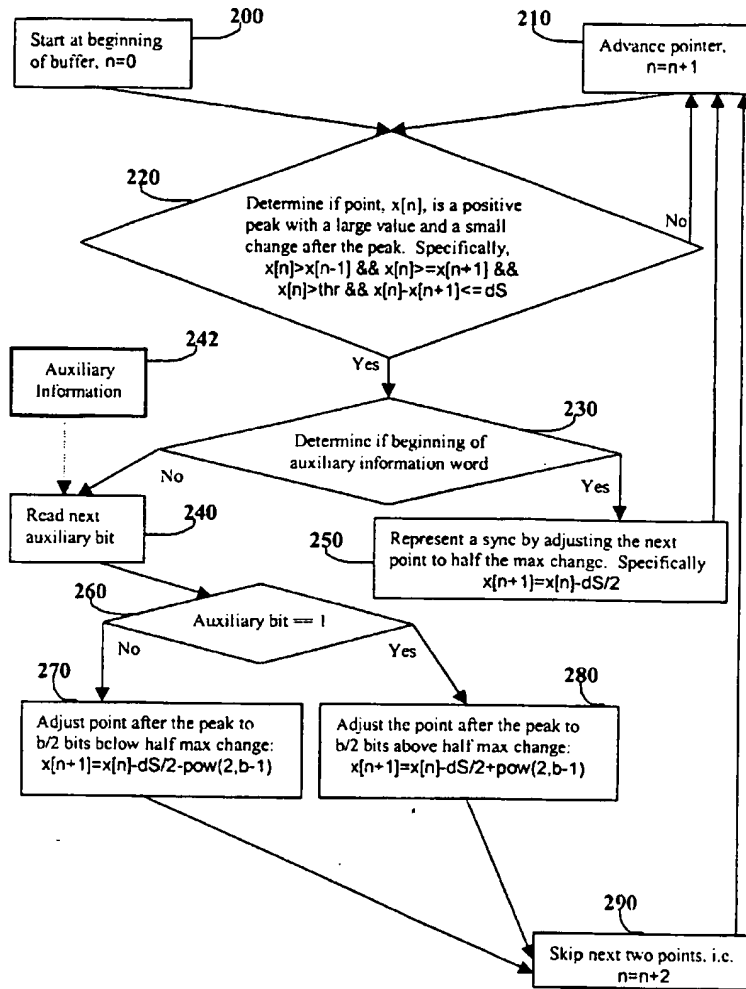 200
Start at beginning
of buffer, n=0
210
Advance pointer,
n=n+1
220
Determine if point, x[n], is a positive
peak with a large value and a small
change after the peak. Specifically,
x[n]>x[n-1] && x[n]>=x[n+1] &&
x[n]>thr && x[n]-x[n+1]<=dS
No
Yes
242
Auxiliary
Information
230
Determine if beginning of
auxiliary information word
No
Yes
Read next
auxiliary bit
240
250
Represent a sync by adjusting the next
point to half the max change. Specifically
x[n+1]=x[n]-dS/2
260
Auxiliary bit == 1
No
Yes
270
Adjust point after the peak to
b/2 bits below half max change:
x[n+1]=x[n]-dS/2-pow(2,b-1)
280
Adjust the point after the peak to
b/2 bits above half max change:
x[n+1]=x[n]-dS/2+pow(2,b-1)
290
Skip next two points, i.e.
n=n+2